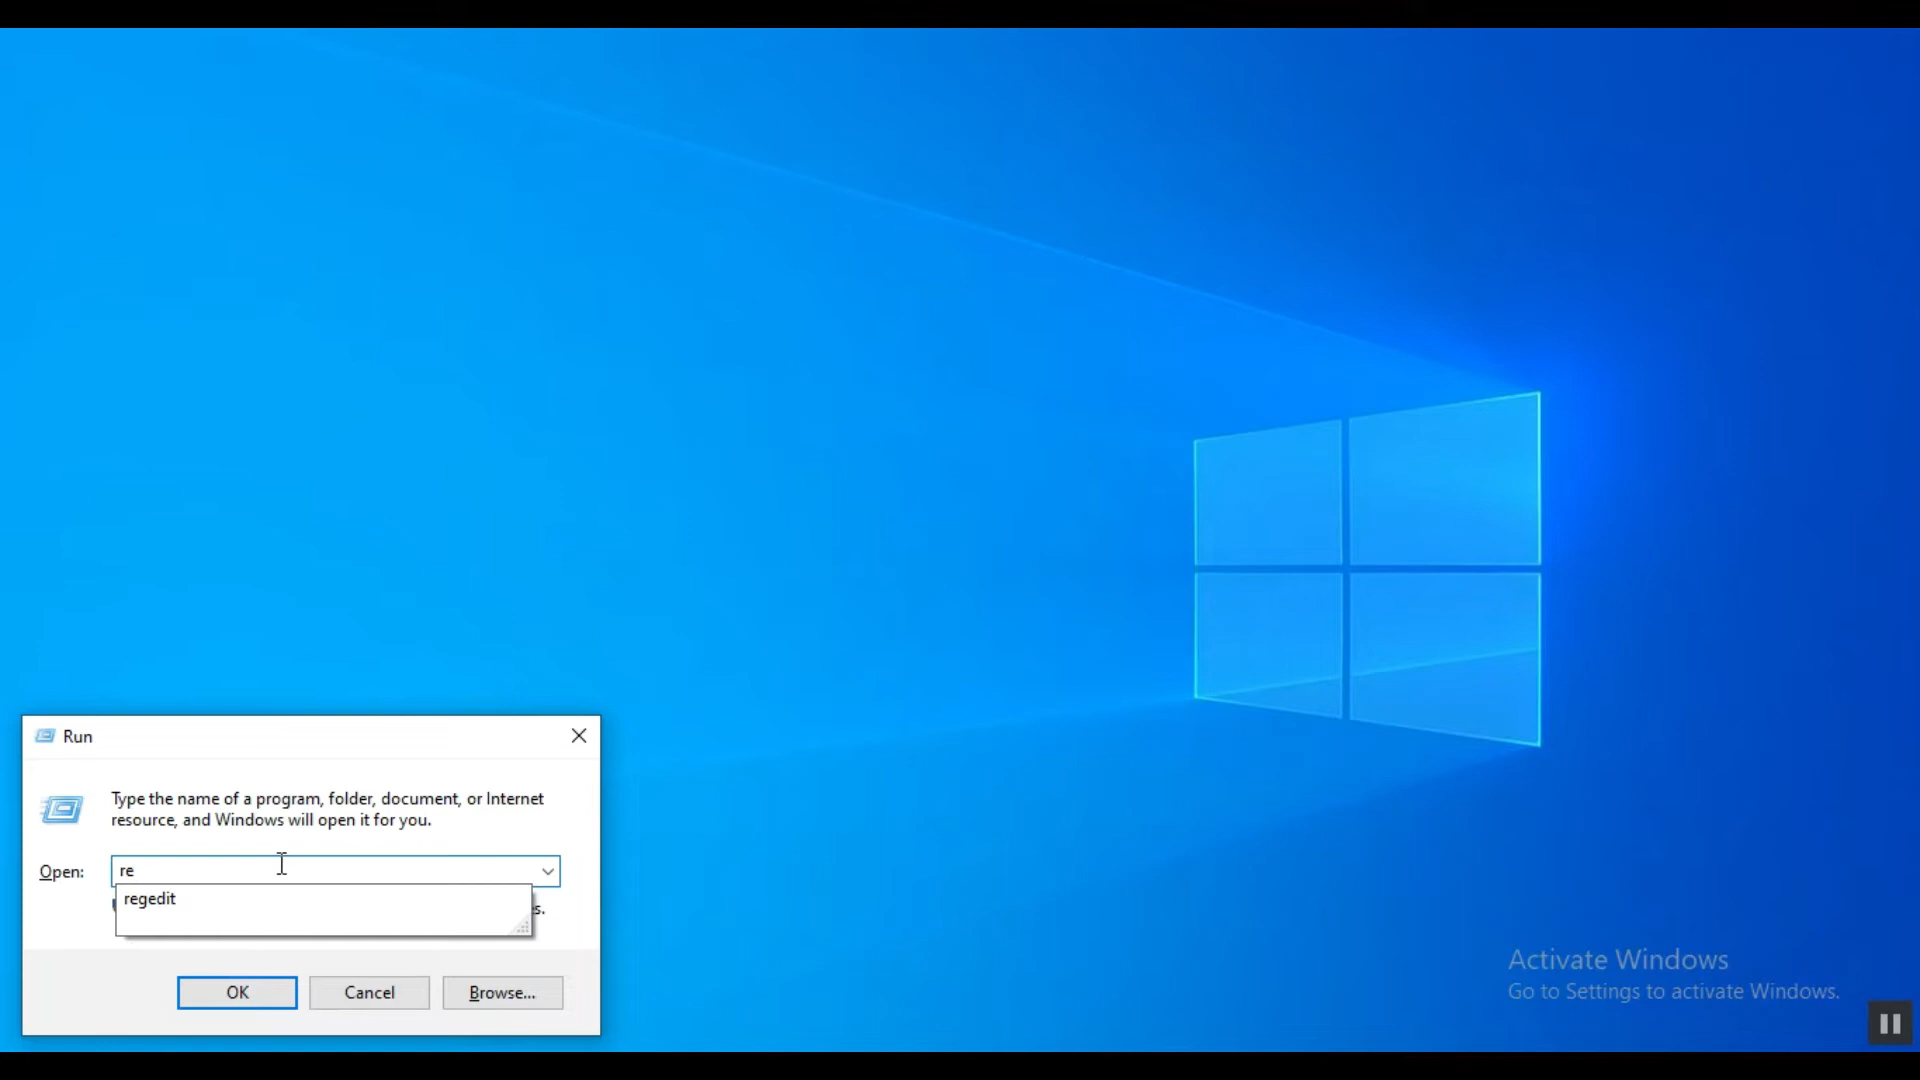 Run
Type the name of a program, folder, document, or Internet
resource, and Windows will open it for you.
Open:
re
regedit
s.
OK
Cancel
Browse...
Activate Windows
Go to Settings to activate Windows.